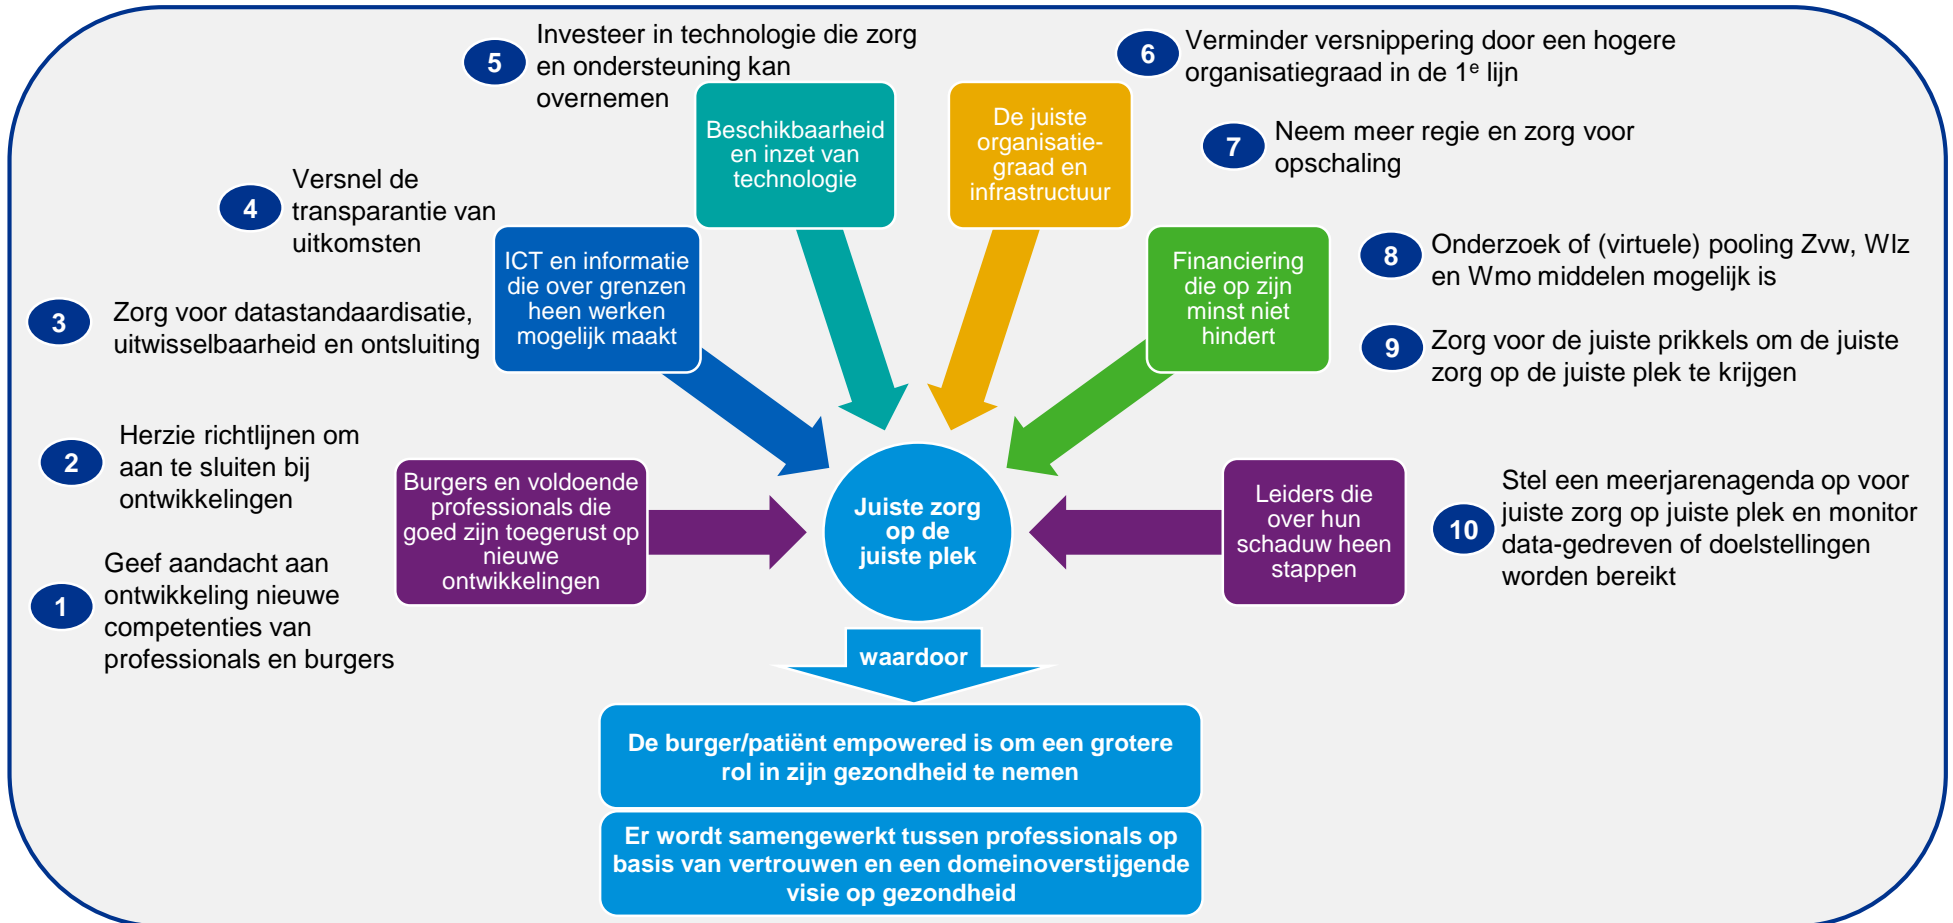 5
Investeer in technologie die zorg
en ondersteuning kan
overnemen
6
Verminder versnippering door een hogere
organisatiegraad in de 1e lijn
Beschikbaarheid
en inzet van
technologie
De juiste
organisatie-
graad en
infrastructuur
7
Neem meer regie en zorg voor
opschaling
4
Versnel de
transparantie van
uitkomsten
ICT en informatie
die over grenzen
heen werken
mogelijk maakt
Financiering
die op zijn
minst niet
hindert
8
Onderzoek of (virtuele) pooling Zvw, Wlz
en Wmo middelen mogelijk is
3
Zorg voor datastandaardisatie,
uitwisselbaarheid en ontsluiting
9
Zorg voor de juiste prikkels om de juiste
zorg op de juiste plek te krijgen
2
Herzie richtlijnen om
aan te sluiten bij
ontwikkelingen
Burgers en voldoende
professionals die
goed zijn toegerust op
nieuwe
ontwikkelingen
Juiste zorg
op de
juiste plek
Leiders die
over hun
schaduw heen
stappen
10
Stel een meerjarenagenda op voor
juiste zorg op juiste plek en monitor
data-gedreven of doelstellingen
worden bereikt
1
Geef aandacht aan
ontwikkeling nieuwe
competenties van
professionals en burgers
waardoor
De burger/patiënt empowered is om een grotere
rol in zijn gezondheid te nemen
Er wordt samengewerkt tussen professionals op
basis van vertrouwen en een domeinoverstijgende
visie op gezondheid